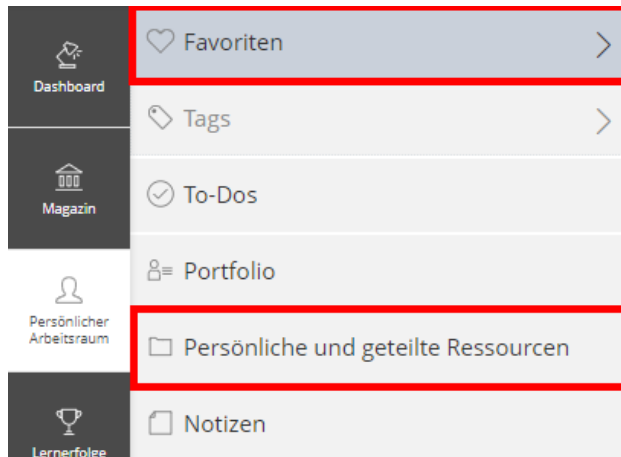 Dashboard
Magazin
Persönlicher
Arbeitsraum
Lernerfolge
Favoriten
Tags
To-Dos
Portfolio
Persönliche und geteilte Ressourcen
Notizen